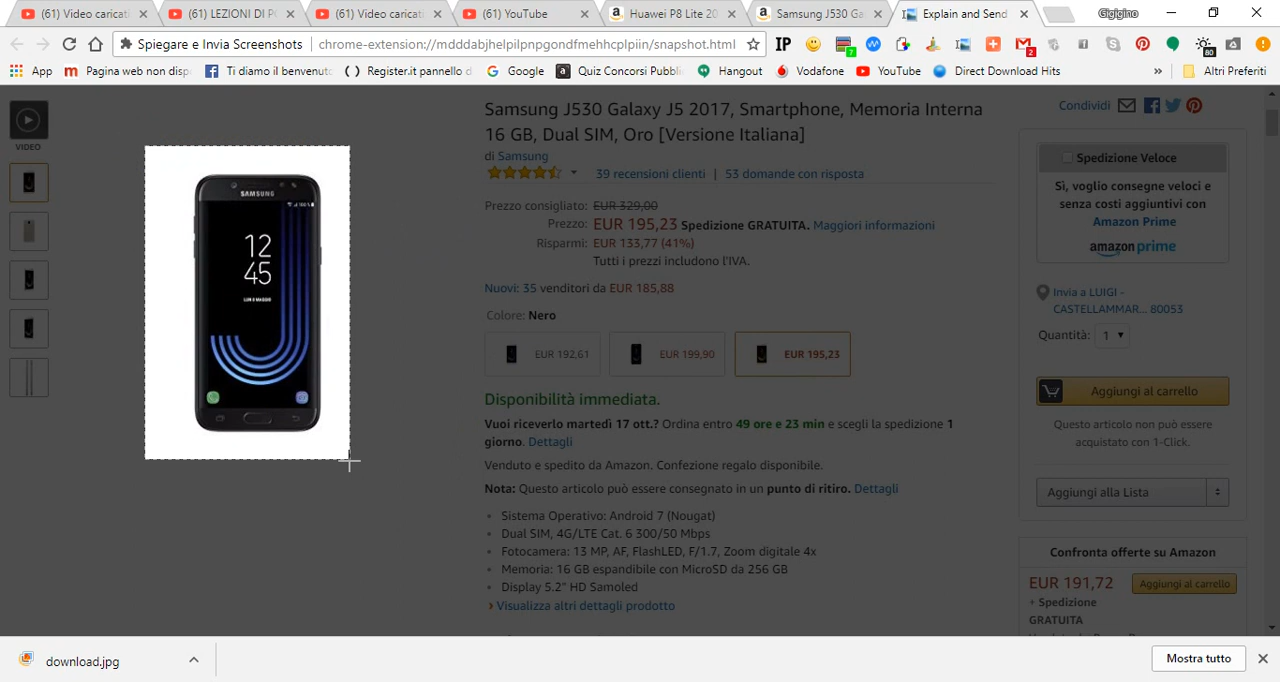 (61) Video caricati
(61) LEZIONI DI PC
(61) Video caricati
(61) YouTube
Huawei P8 Lite 20
Samsung J530 Ga
Explain and Send
Gigigino
Spiegare e Invia Screenshots
chrome-extension://mdddabjhelpilpnpgondfmehhcplpiin/snapshot.html
IP
7
2
80
App
Pagina web non disp
Ti diamo il benvenuto
Register.it pannello d
Google
Quiz Concorsi Pubbli
Hangout
Vodafone
YouTube
Direct Download Hits
»
Altri Preferiti
VIDEO
SAMSUNG
100%
12
45
LUN 8 MAGGIO
Samsung J530 Galaxy J5 2017, Smartphone, Memoria Interna
16 GB, Dual SIM, Oro [Versione Italiana]
di Samsung
39 recensioni clienti | 53 domande con risposta
Prezzo consigliato: EUR 329,00
Prezzo: EUR 195,23 Spedizione GRATUITA. Maggiori informazioni
Risparmi: EUR 133,77 (41%)
Tutti i prezzi includono l'IVA.
Nuovi: 35 venditori da EUR 185,88
Colore: Nero
EUR 192,61
EUR 199,90
EUR 195,23
Disponibilità immediata.
Vuoi riceverlo martedì 17 ott.? Ordina entro 49 ore e 23 min e scegli la spedizione 1
giorno. Dettagli
Venduto e spedito da Amazon. Confezione regalo disponibile.
Nota: Questo articolo può essere consegnato in un punto di ritiro. Dettagli
Sistema Operativo: Android 7 (Nougat)
Dual SIM, 4G/LTE Cat. 6 300/50 Mbps
Fotocamera: 13 MP, AF, FlashLED, F/1.7, Zoom digitale 4x
Memoria: 16 GB espandibile con MicroSD da 256 GB
Display 5.2" HD Samoled
› Visualizza altri dettagli prodotto
Condividi
Spedizione Veloce
Sì, voglio consegne veloci e
senza costi aggiuntivi con
Amazon Prime
amazon prime
Invia a LUIGI -
CASTELLAMMAR... 80053
Quantità: 1
Aggiungi al carrello
Questo articolo non può essere
acquistato con 1-Click.
Aggiungi alla Lista
Confronta offerte su Amazon
EUR 191,72
Aggiungi al carrello
+ Spedizione
GRATUITA
download.jpg
Mostra tutto